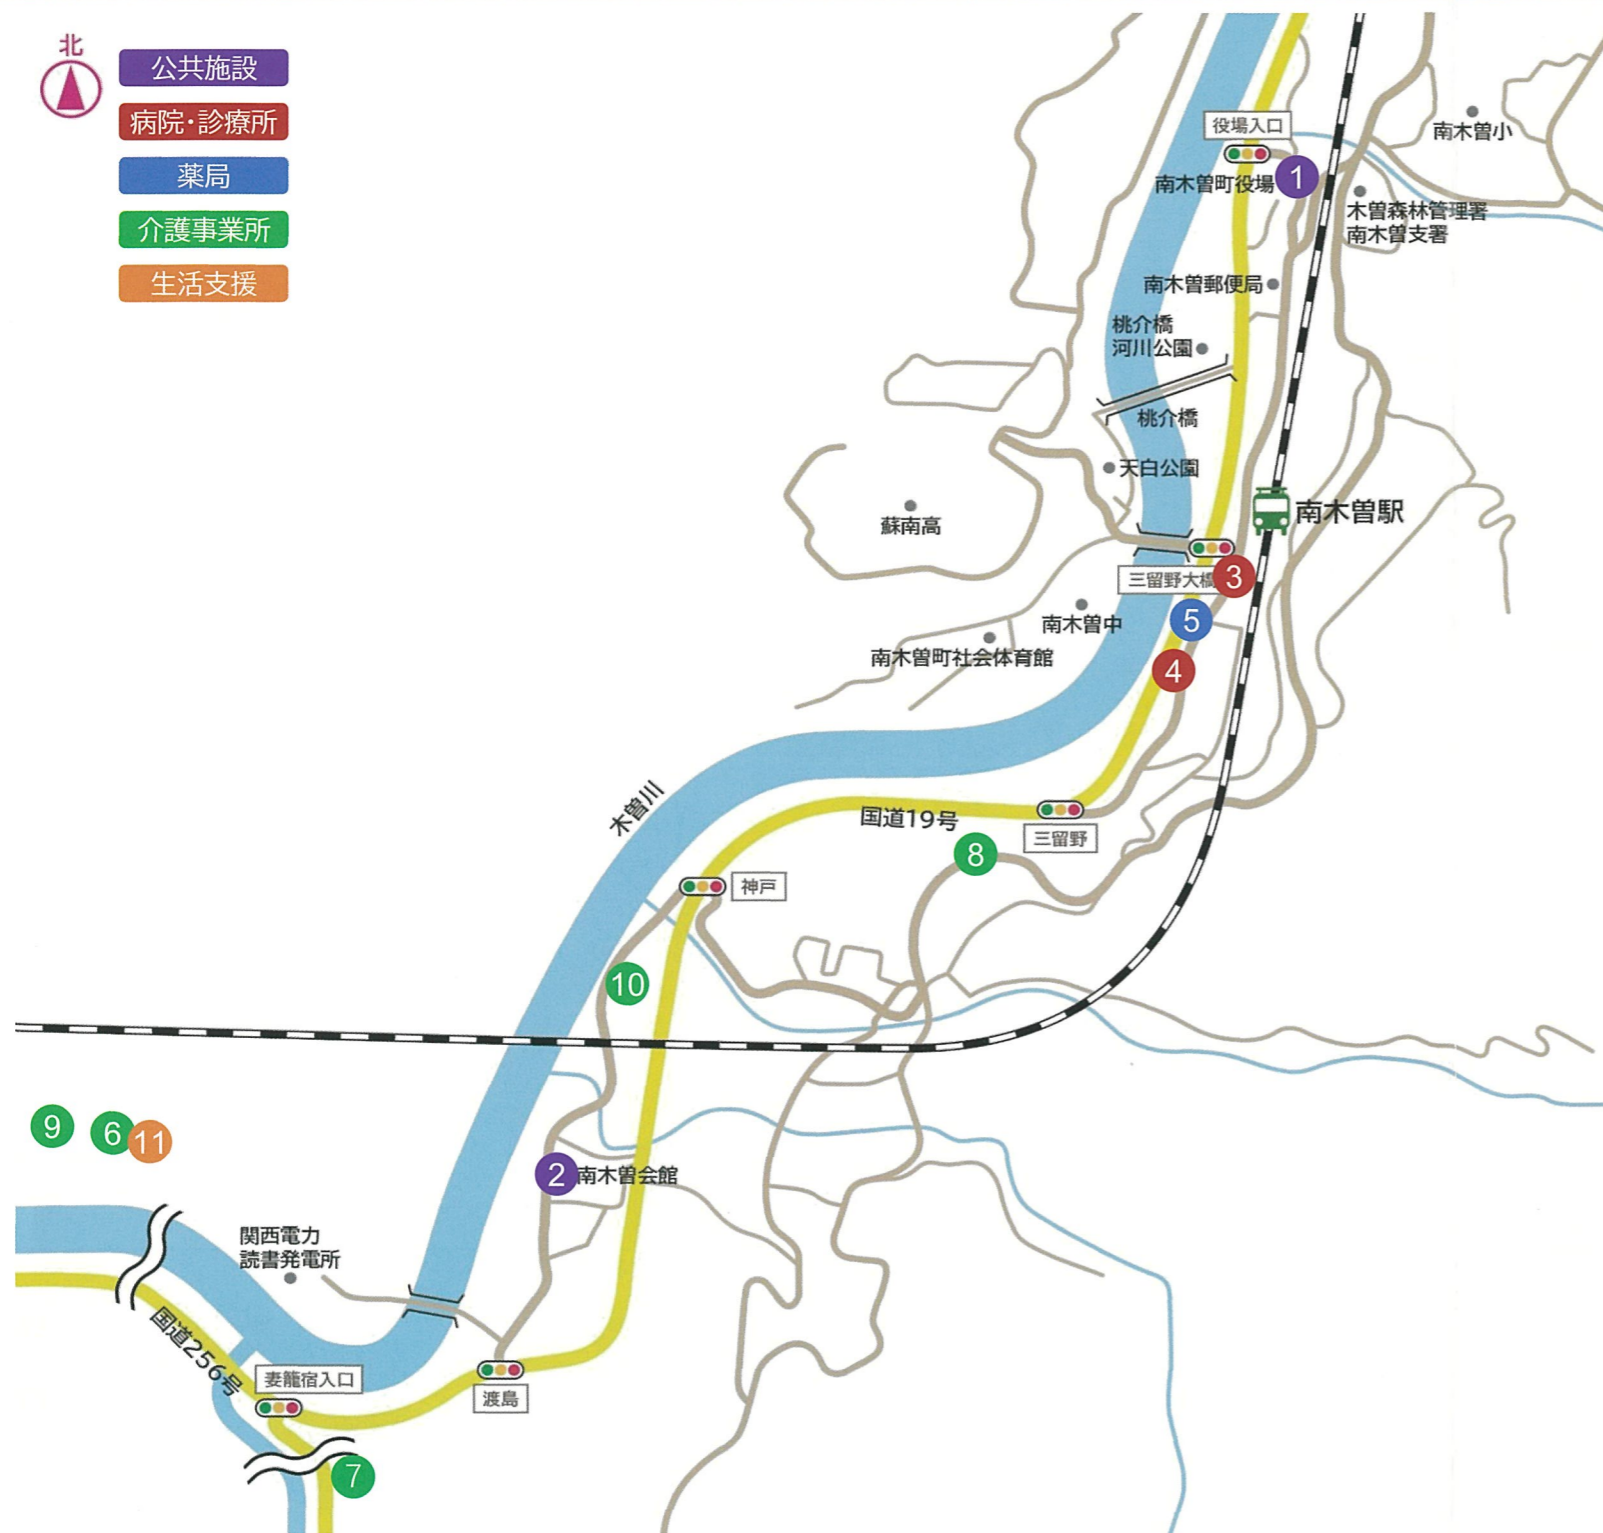 北
公共施設
病院・診療所
薬局
介護事業所
生活支援
役場入口
南木曽小
南木曽町役場
1
木曽森林管理署
南木曽支署
南木曽郵便局
桃介橋
河川公園
桃介橋
天白公園
蘇南高
南木曽駅
三留野大橋
3
南木曽中
5
南木曽町社会体育館
4
木曽川
国道19号
三留野
8
神戸
10
9
6
11
2
南木曽会館
関西電力
読書発電所
国道256号
妻籠宿入口
渡島
7